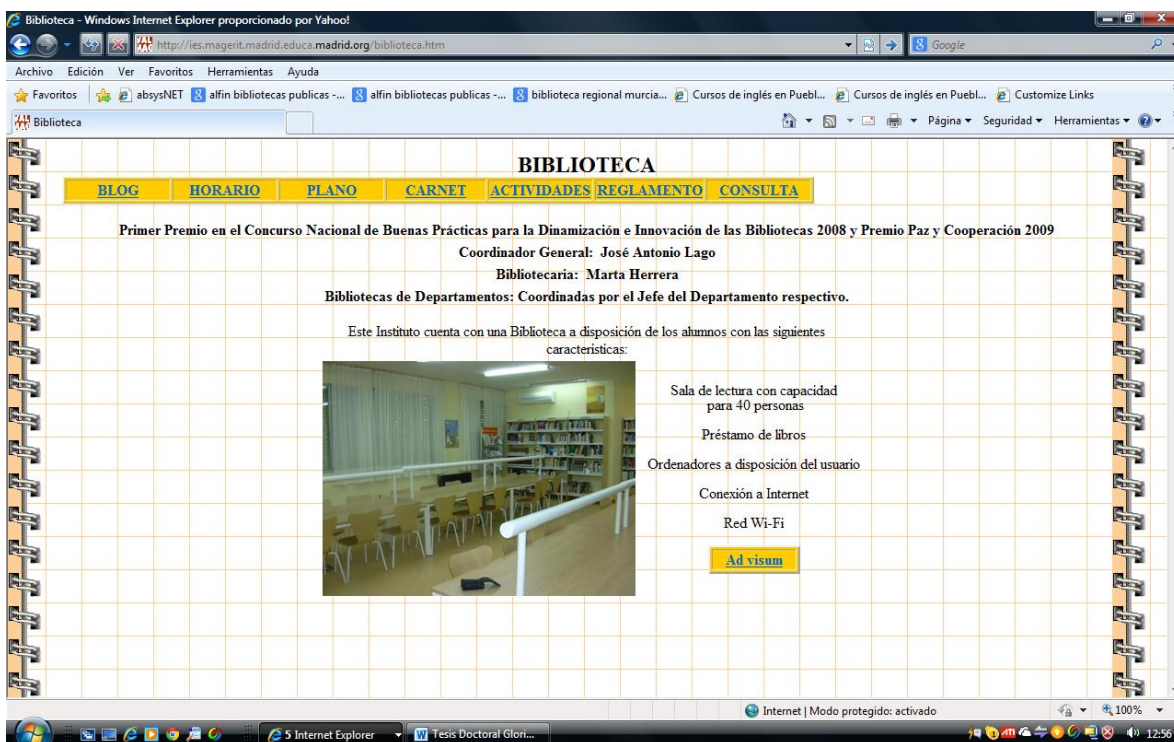 Biblioteca - Windows Internet Explorer proporcionado por Yahoo!
http://ies.magerit.madrid.educa.madrid.org/biblioteca.htm
Google
Archivo Edición Ver Favoritos Herramientas Ayuda
Favoritos absysNET alfin bibliotecas publicas -... alfin bibliotecas publicas -... biblioteca regional murcia... Cursos de inglés en Puebl... Cursos de inglés en Puebl... Customize Links
Biblioteca Página Seguridad Herramientas
BIBLIOTECA
BLOG HORARIO PLANO CARNET ACTIVIDADES REGLAMENTO CONSULTA
Primer Premio en el Concurso Nacional de Buenas Prácticas para la Dinamización e Innovación de las Bibliotecas 2008 y Premio Paz y Cooperación 2009
Coordinador General: José Antonio Lago
Bibliotecaria: Marta Herrera
Bibliotecas de Departamentos: Coordinadas por el Jefe del Departamento respectivo.
Este Instituto cuenta con una Biblioteca a disposición de los alumnos con las siguientes
características:
Sala de lectura con capacidad
para 40 personas
Préstamo de libros
Ordenadores a disposición del usuario
Conexión a Internet
Red Wi-Fi
Ad visum
Internet | Modo protegido: activado 100%
5 Internet Explorer Tesis Doctoral Glori... 12:56